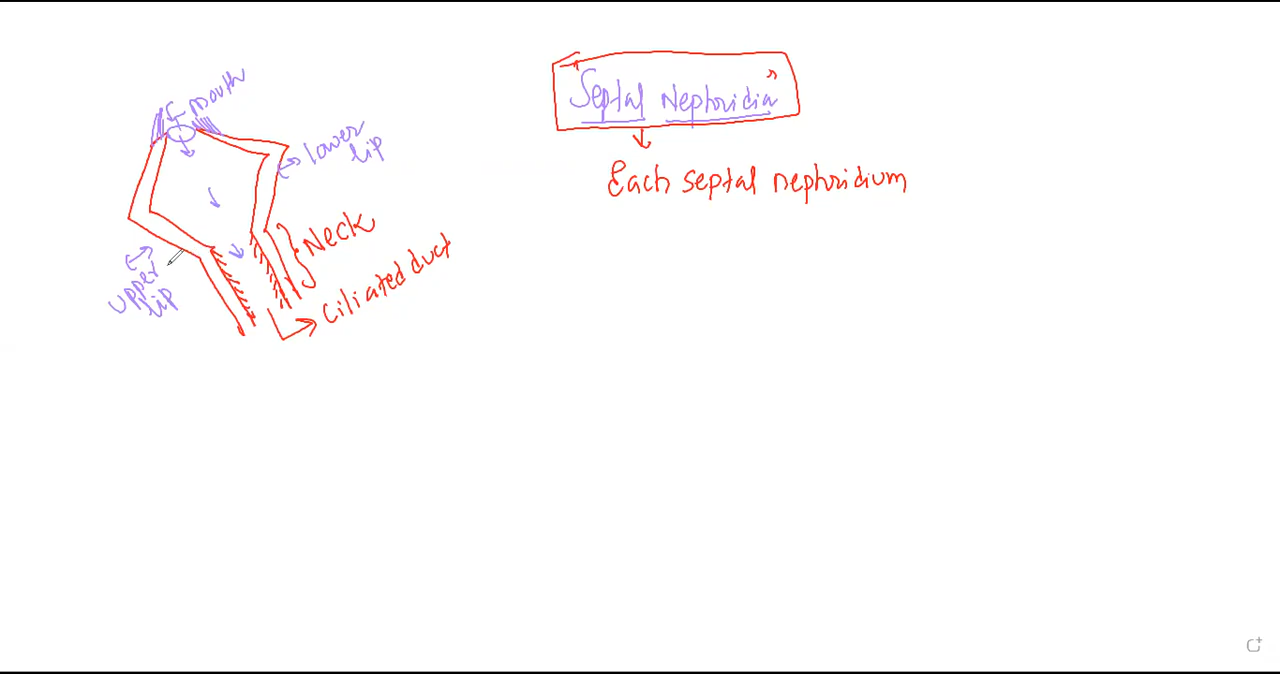 mouth
Lower
lip
Neck
Ciliated duct
upper
lip
Septal Nephridia
Each septal nephridium